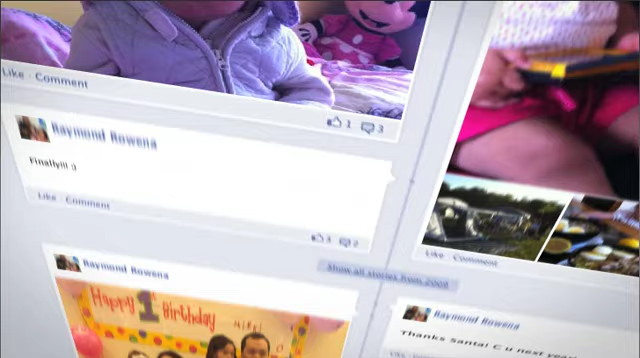 Like · Comment
1 3
Raymond Rowena
Finally!!! :)
Like · Comment
3 2
Raymond Rowena
Happy 1st Birthday
Like · Comment
Show all stories from 2009
Raymond Rowena
Thanks Santa! C u next year